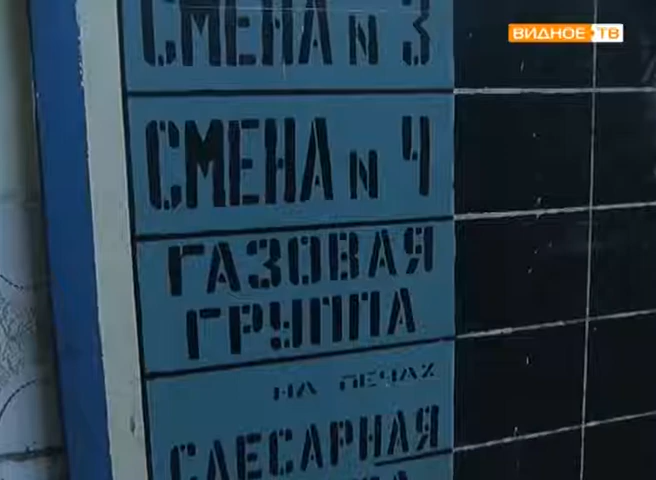 ВИДНОЕ ТВ
СМЕНА N 3
СМЕНА N 4
ГАЗОВАЯ
ГРУППА
НА ПЕЧАХ
СЛЕСАРНАЯ